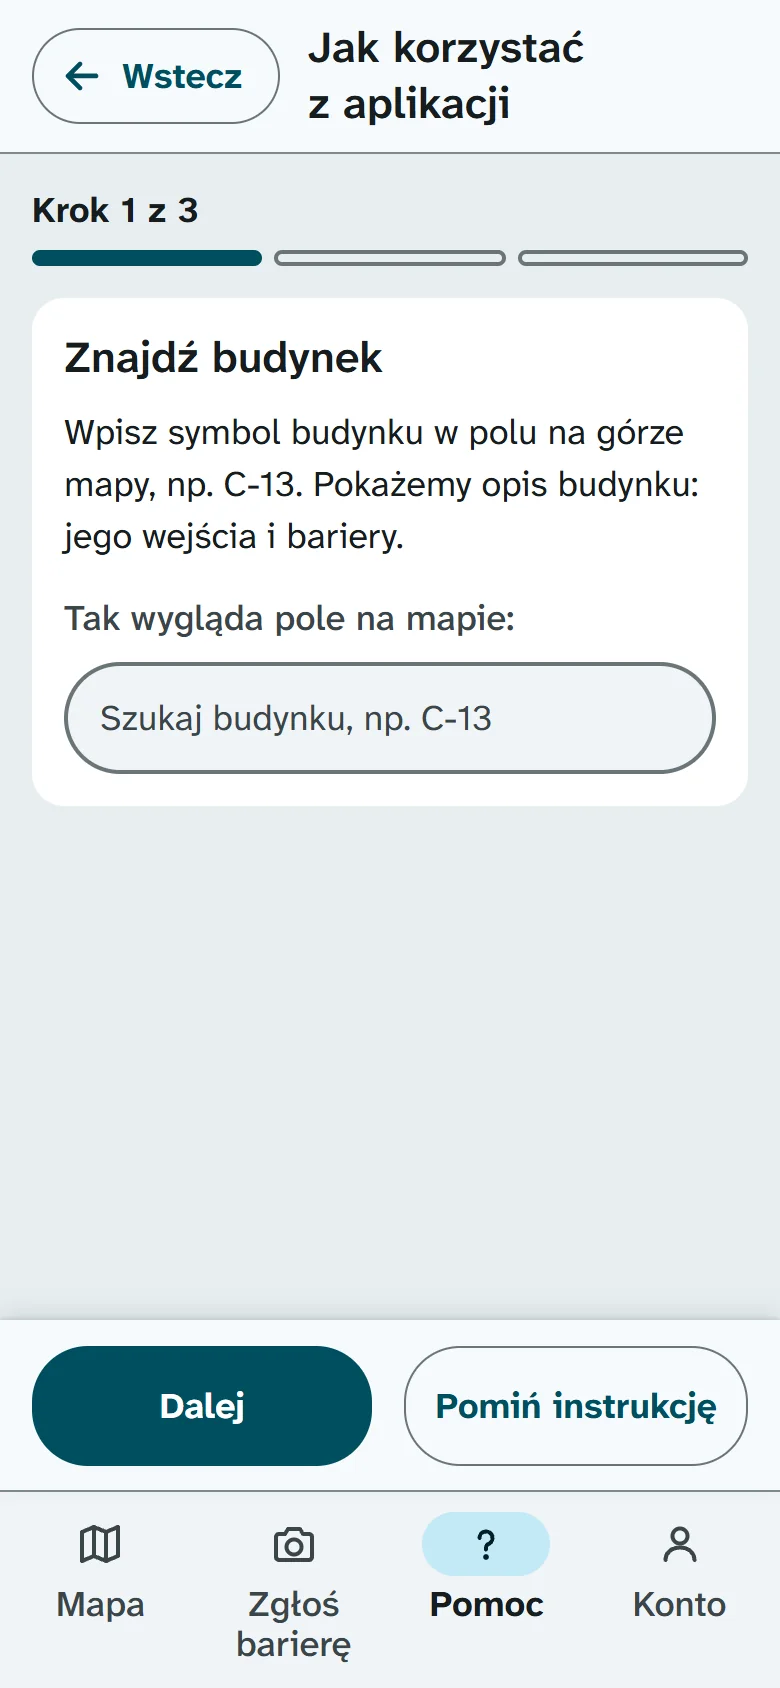 Wstecz
Jak korzystać
z aplikacji
Krok 1 z 3
Znajdź budynek
Wpisz symbol budynku w polu na górze
mapy, np. C-13. Pokażemy opis budynku:
jego wejścia i bariery.
Tak wygląda pole na mapie:
Szukaj budynku, np. C-13
Dalej
Pomiń instrukcję
Mapa
Zgłoś
barierę
?
Pomoc
Konto